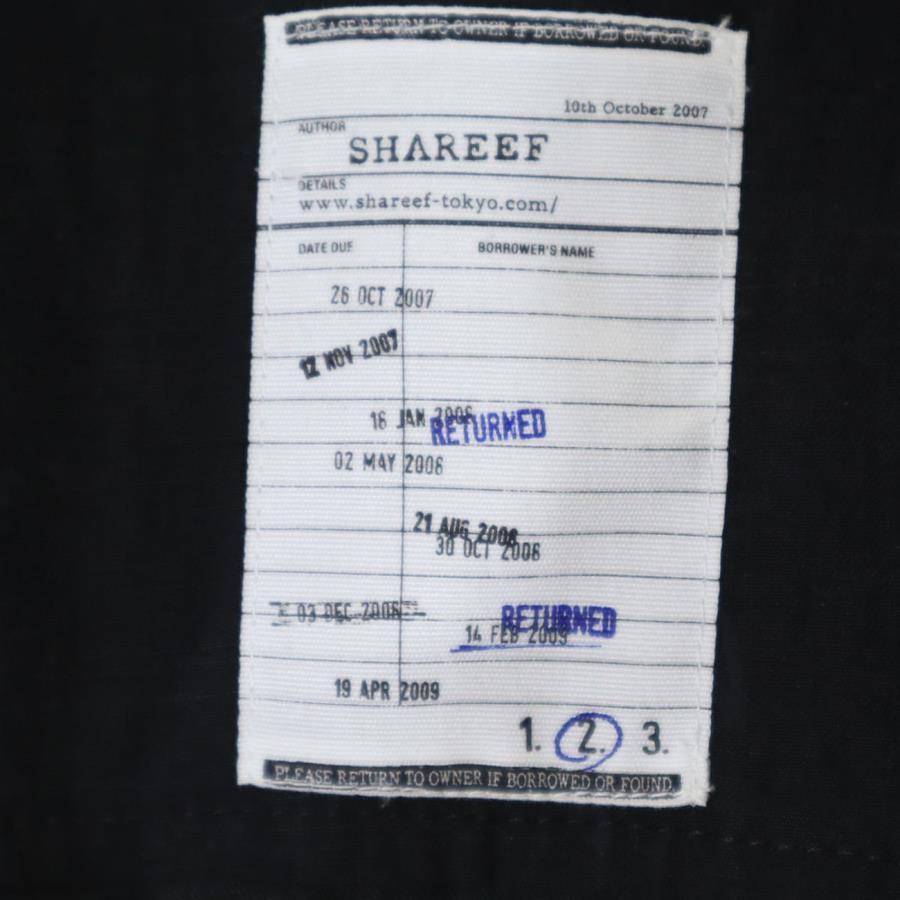 PLEASE RETURN TO OWNER IF BORROWED OR FOUND.
10th October 2007
AUTHOR
SHAREEF
DETAILS
www.shareef-tokyo.com/
DATE DUE BORROWER'S NAME
26 OCT 2007
12 NOV 2007
16 JAN 2008
RETURNED
02 MAY 2008
21 AUG 2008
30 OCT 2008
03 DEC 2008
RETURNED
14 FEB 2009
19 APR 2009
1. 2. 3.
PLEASE RETURN TO OWNER IF BORROWED OR FOUND.